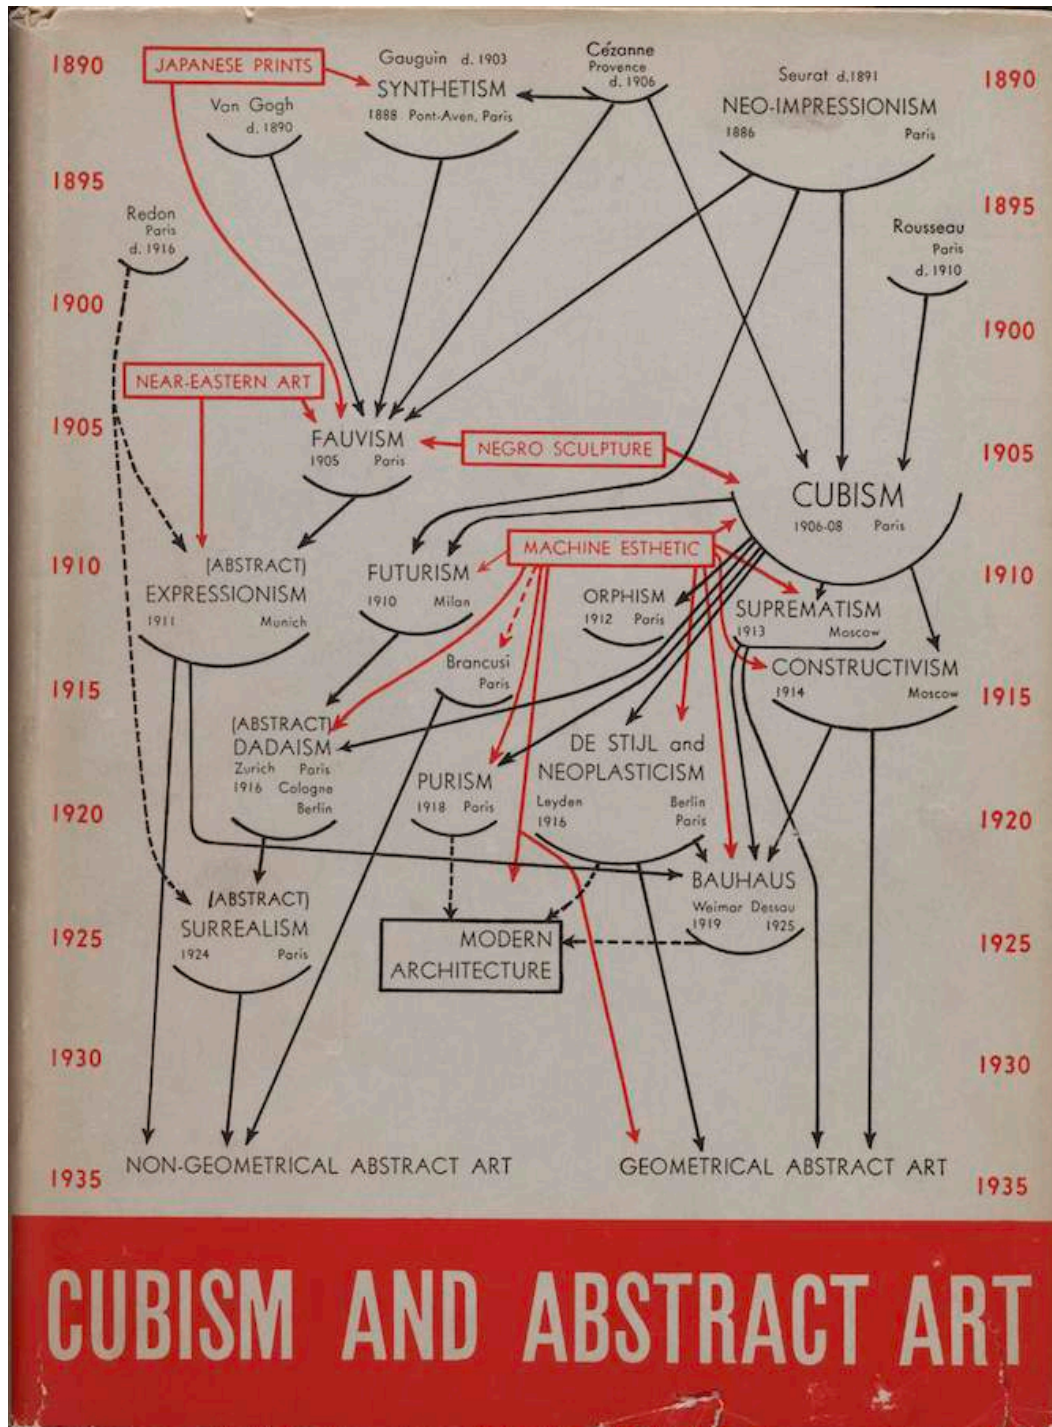 1890
JAPANESE PRINTS
Gauguin d. 1903
SYNTHETISM
1888 Pont-Aven, Paris
Cézanne
Provence
d. 1906
Seurat d.1891
NEO-IMPRESSIONISM
1886 Paris
1890
Van Gogh
d. 1890
1895
1895
Redon
Paris
d. 1916
Rousseau
Paris
d. 1910
1900
1900
NEAR-EASTERN ART
1905
FAUVISM
1905 Paris
NEGRO SCULPTURE
1905
CUBISM
1906-08 Paris
1910
(ABSTRACT)
EXPRESSIONISM
1911 Munich
FUTURISM
1910 Milan
MACHINE ESTHETIC
ORPHISM
1912 Paris
SUPREMATISM
1913 Moscow
1910
Brancusi
Paris
CONSTRUCTIVISM
1914 Moscow
1915
1915
(ABSTRACT)
DADAISM
Zurich Paris
1916 Cologne
Berlin
PURISM
1918 Paris
DE STIJL and
NEOPLASTICISM
Leyden Berlin
1916 Paris
1920
1920
(ABSTRACT)
SURREALISM
1924 Paris
BAUHAUS
Weimar Dessau
1919 1925
1925
MODERN
ARCHITECTURE
1925
1930
1930
NON-GEOMETRICAL ABSTRACT ART
GEOMETRICAL ABSTRACT ART
1935
1935
CUBISM AND ABSTRACT ART